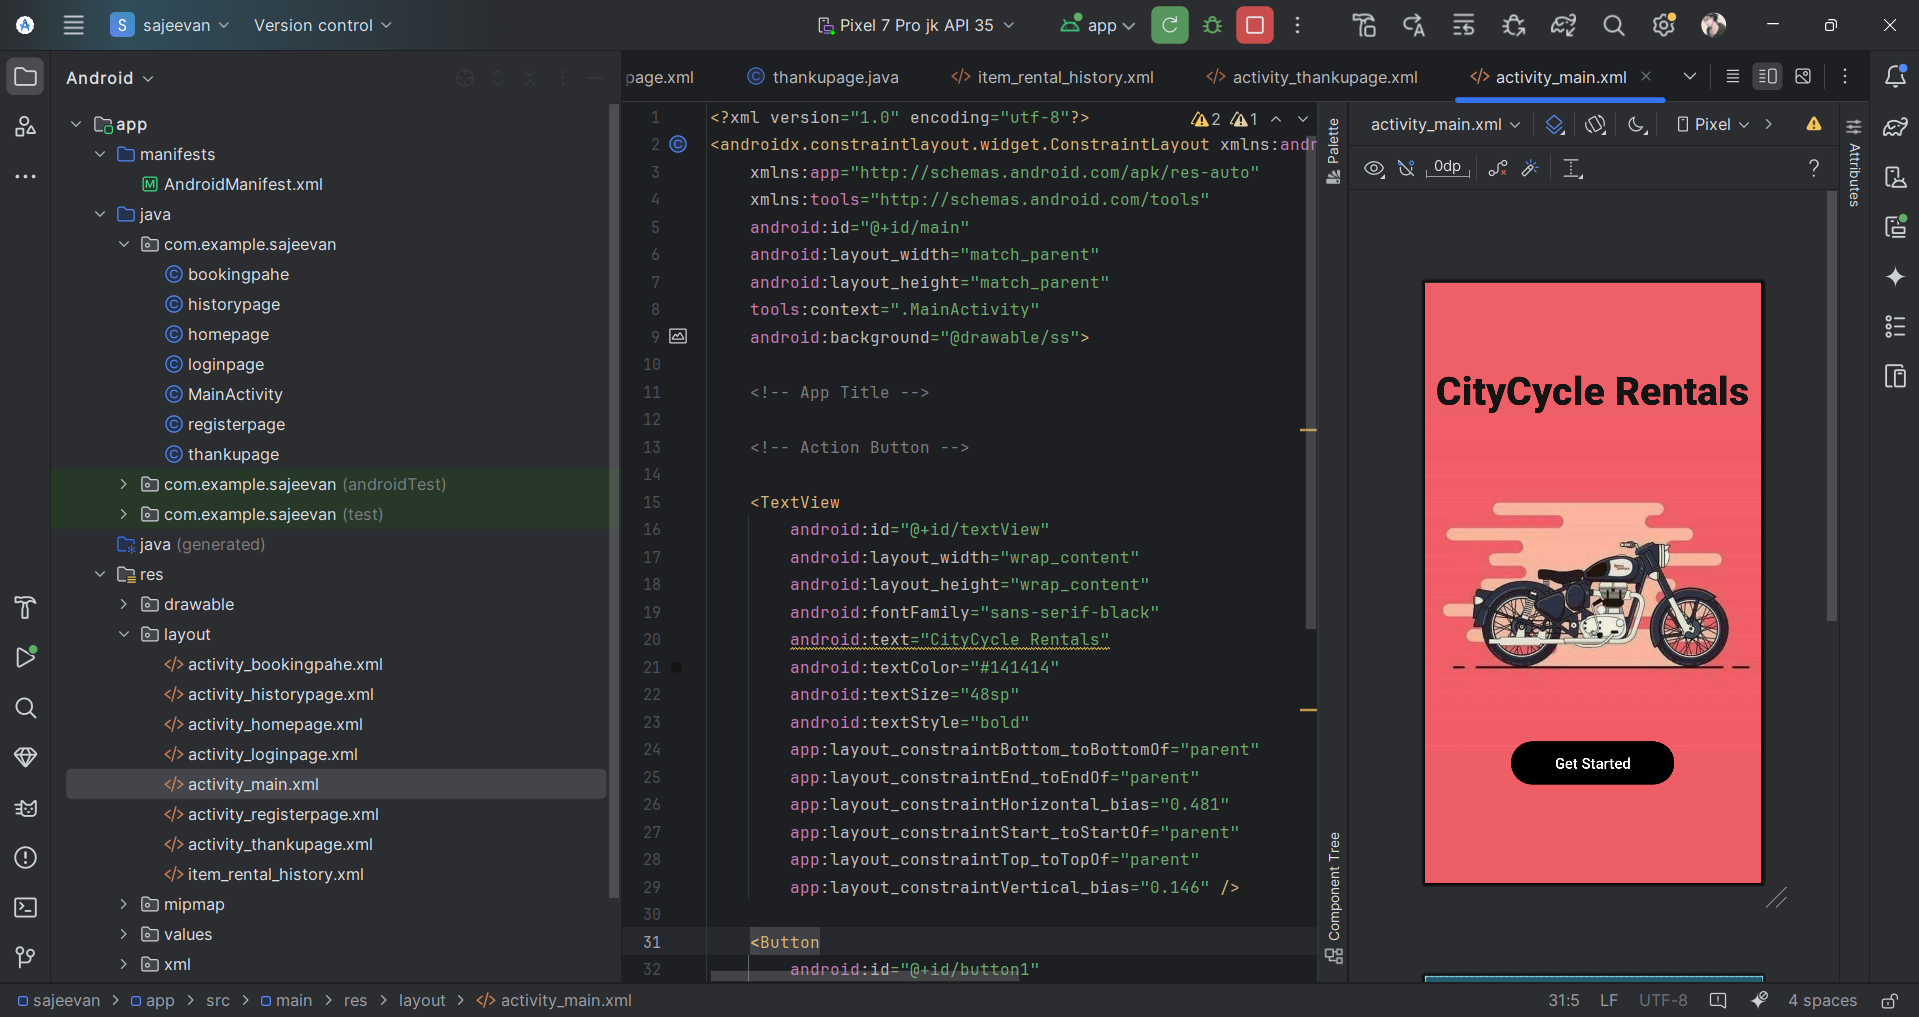 S sajeevan Version control Pixel 7 Pro jk API 35 app
Android
page.xml thankupage.java item_rental_history.xml activity_thankupage.xml activity_main.xml
app
manifests
AndroidManifest.xml
java
com.example.sajeevan
bookingpahe
historypage
homepage
loginpage
MainActivity
registerpage
thankupage
com.example.sajeevan (androidTest)
com.example.sajeevan (test)
java (generated)
res
drawable
layout
activity_bookingpahe.xml
activity_historypage.xml
activity_homepage.xml
activity_loginpage.xml
activity_main.xml
activity_registerpage.xml
activity_thankupage.xml
item_rental_history.xml
mipmap
values
xml
1 <?xml version="1.0" encoding="utf-8"?>
2 <androidx.constraintlayout.widget.ConstraintLayout xmlns:andr
3 xmlns:app="http://schemas.android.com/apk/res-auto"
4 xmlns:tools="http://schemas.android.com/tools"
5 android:id="@+id/main"
6 android:layout_width="match_parent"
7 android:layout_height="match_parent"
8 tools:context=".MainActivity"
9 android:background="@drawable/ss">
10
11 <!-- App Title -->
12
13 <!-- Action Button -->
14
15 <TextView
16 android:id="@+id/textView"
17 android:layout_width="wrap_content"
18 android:layout_height="wrap_content"
19 android:fontFamily="sans-serif-black"
20 android:text="CityCycle Rentals"
21 android:textColor="#141414"
22 android:textSize="48sp"
23 android:textStyle="bold"
24 app:layout_constraintBottom_toBottomOf="parent"
25 app:layout_constraintEnd_toEndOf="parent"
26 app:layout_constraintHorizontal_bias="0.481"
27 app:layout_constraintStart_toStartOf="parent"
28 app:layout_constraintTop_toTopOf="parent"
29 app:layout_constraintVertical_bias="0.146" />
30
31 <Button
32 android:id="@+id/button1"
2 1
Palette
Component Tree
activity_main.xml Pixel
0dp ?
Attributes
CityCycle Rentals
Get Started
sajeevan > app > src > main > res > layout > activity_main.xml
31:5 LF UTF-8 4 spaces